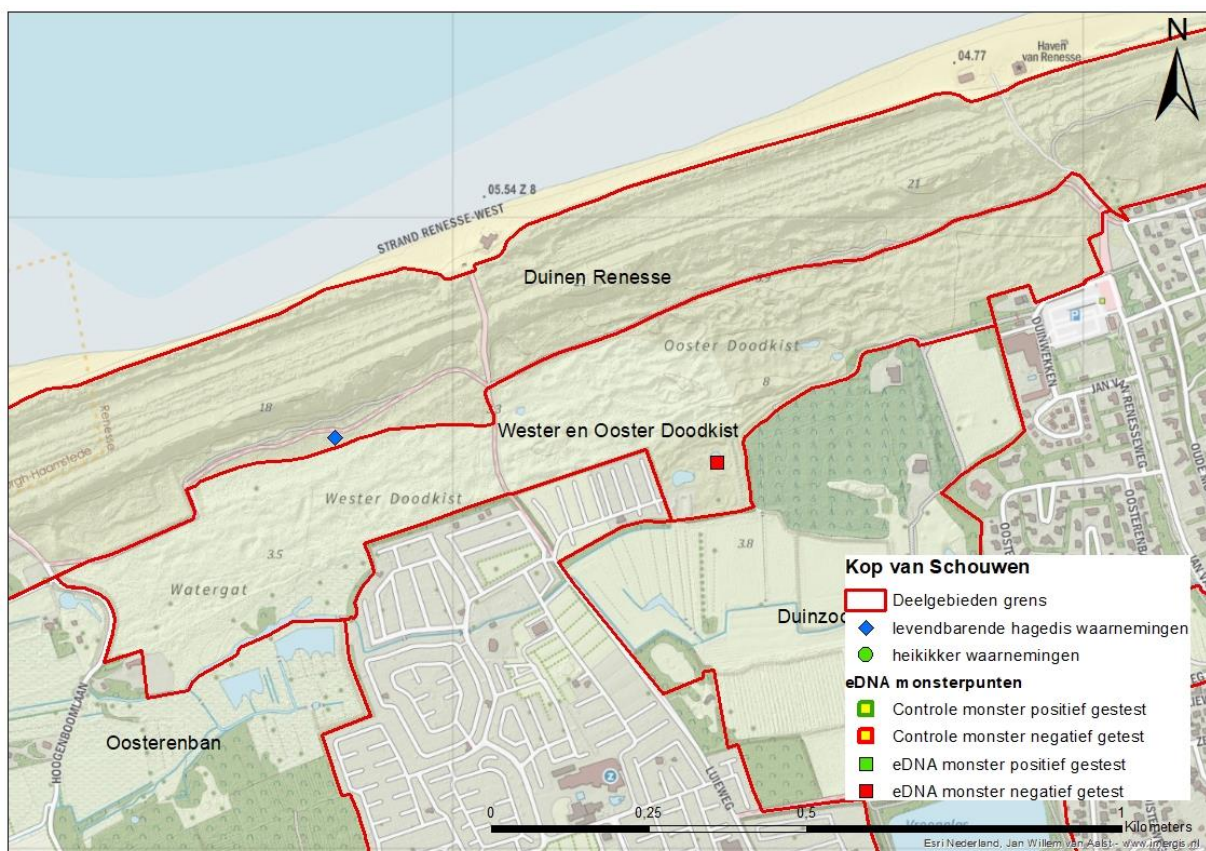 N
04.77
Haven
van Renesse
05.54 Z 8
STRAND RENESSE-WEST
21
Duinen Renesse
Ooster Doodkist
8
18
Renesse
Wester en Ooster Doodkist
Wester Doodkist
DUINWEKKEN
P
JAN VAN RENESSEWEG
3.5
3.8
Watergat
Duinzoo
Oosterenban
HOOGENBOOMLAAN
LUIEWEG
Z
Kop van Schouwen
Deelgebieden grens
levendbarende hagedis waarnemingen
heikikker waarnemingen
eDNA monsterpunten
Controle monster positief gestest
Controle monster negatief getest
eDNA monster positief gestest
eDNA monster negatief getest
0 0,25 0,5 1
Kilometers
Esri Nederland, Jan Willem van Aalst - www.imergis.nl